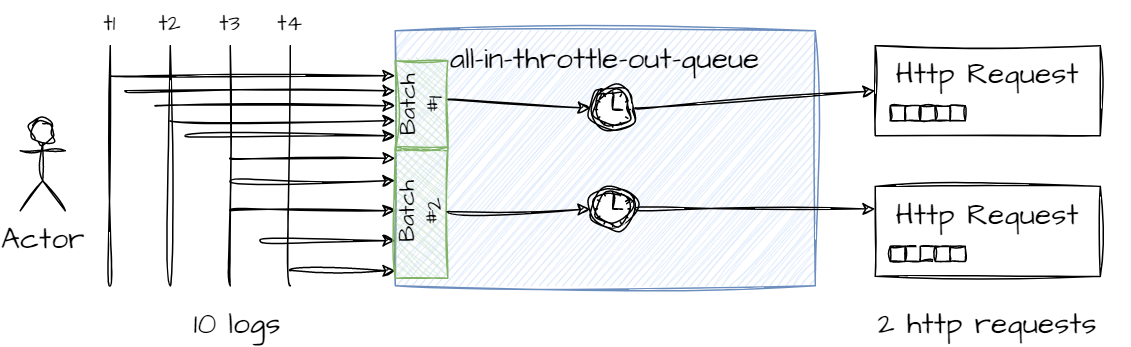 t1 t2 t3 t4
all-in-throttle-out-queue
Batch
#1
Batch
#2
Http Request
Http Request
Actor
10 logs
2 http requests